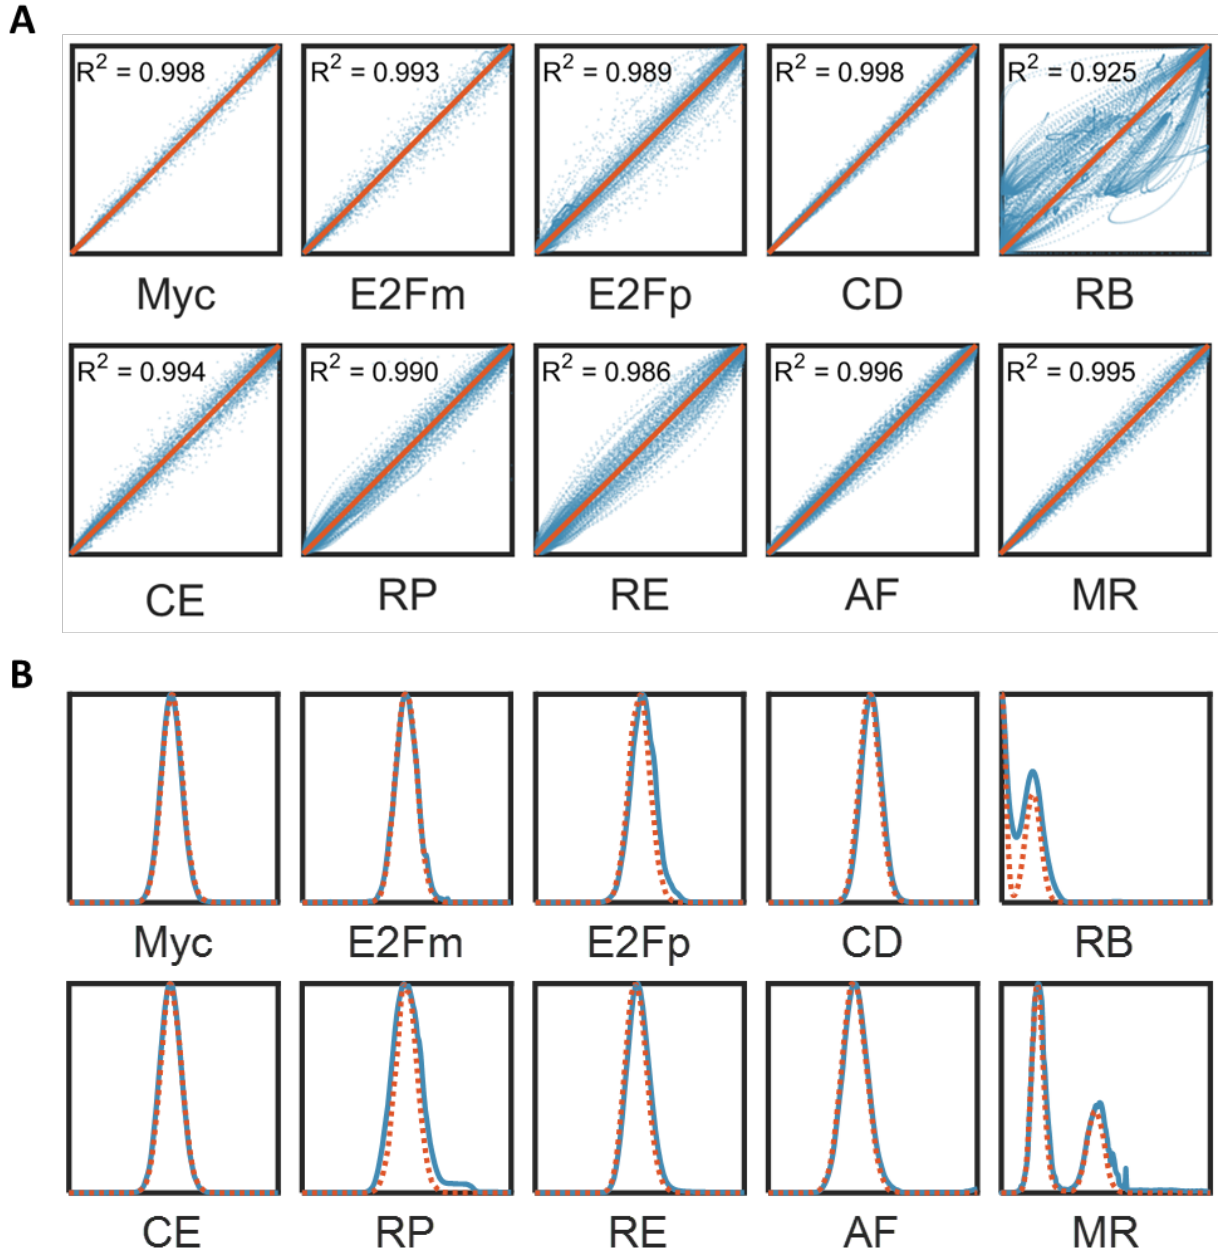 A
R² = 0.998
R² = 0.993
R² = 0.989
R² = 0.998
R² = 0.925
Myc
E2Fm
E2Fp
CD
RB
R² = 0.994
R² = 0.990
R² = 0.986
R² = 0.996
R² = 0.995
CE
RP
RE
AF
MR
B
Myc
E2Fm
E2Fp
CD
RB
CE
RP
RE
AF
MR